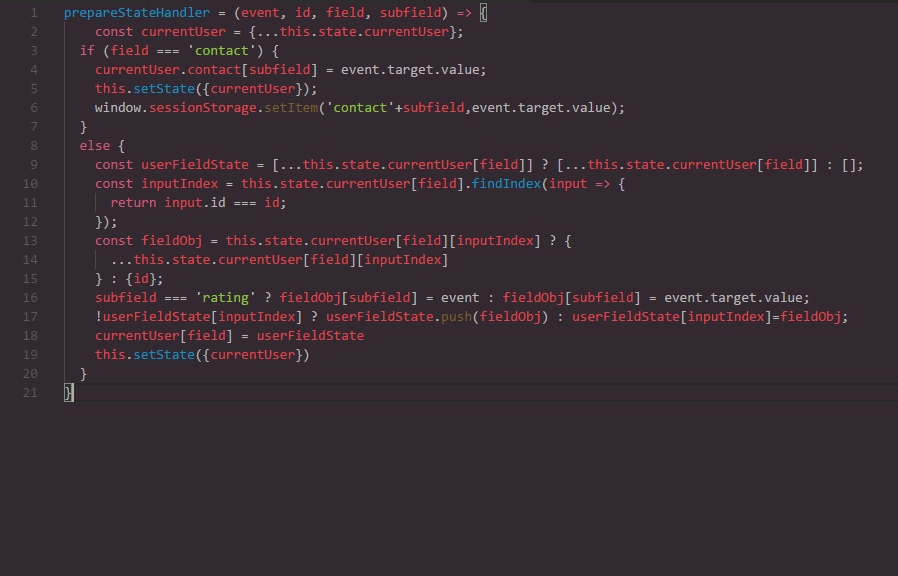 1 prepareStateHandler = (event, id, field, subfield) => {
2 const currentUser = {...this.state.currentUser};
3 if (field === 'contact') {
4 currentUser.contact[subfield] = event.target.value;
5 this.setState({currentUser});
6 window.sessionStorage.setItem('contact'+subfield,event.target.value);
7 }
8 else {
9 const userFieldState = [...this.state.currentUser[field]] ? [...this.state.currentUser[field]] : [];
10 const inputIndex = this.state.currentUser[field].findIndex(input => {
11 return input.id === id;
12 });
13 const fieldObj = this.state.currentUser[field][inputIndex] ? {
14 ...this.state.currentUser[field][inputIndex]
15 } : {id};
16 subfield === 'rating' ? fieldObj[subfield] = event : fieldObj[subfield] = event.target.value;
17 !userFieldState[inputIndex] ? userFieldState.push(fieldObj) : userFieldState[inputIndex]=fieldObj;
18 currentUser[field] = userFieldState
19 this.setState({currentUser})
20 }
21 }